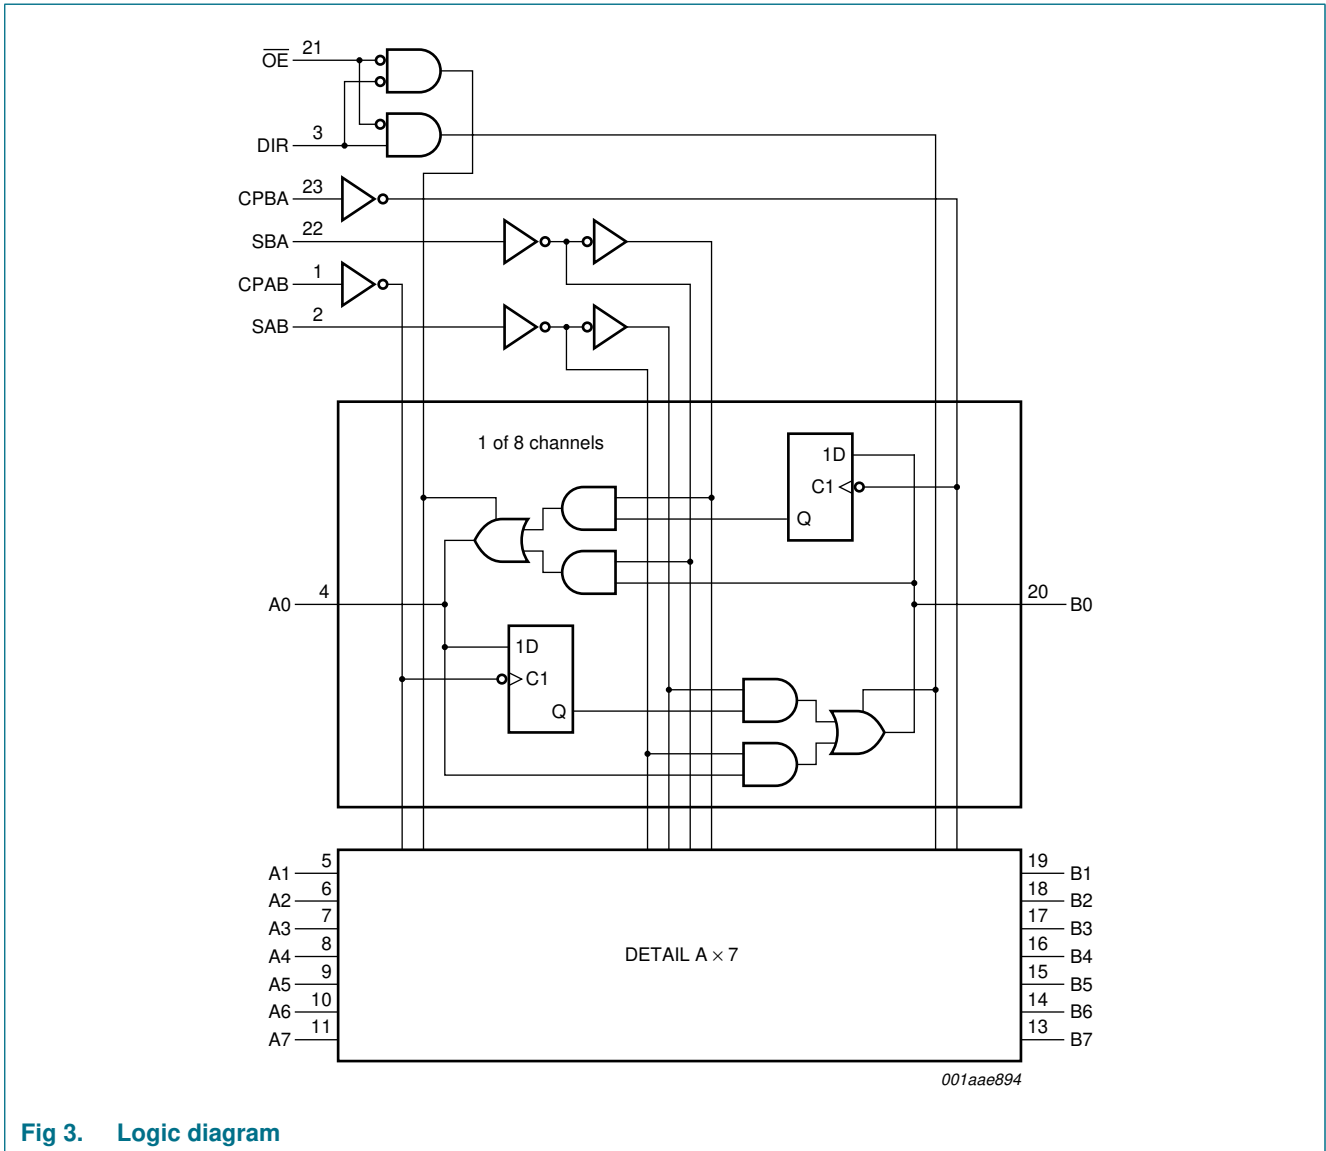 OE 21
DIR 3
CPBA 23
SBA 22
CPAB 1
SAB 2
1 of 8 channels
1D
C1
Q
A0 4
20 B0
1D
C1
Q
A1 5
A2 6
A3 7
A4 8
A5 9
A6 10
A7 11
DETAIL A × 7
19 B1
18 B2
17 B3
16 B4
15 B5
14 B6
13 B7
001aae894
Fig 3. Logic diagram